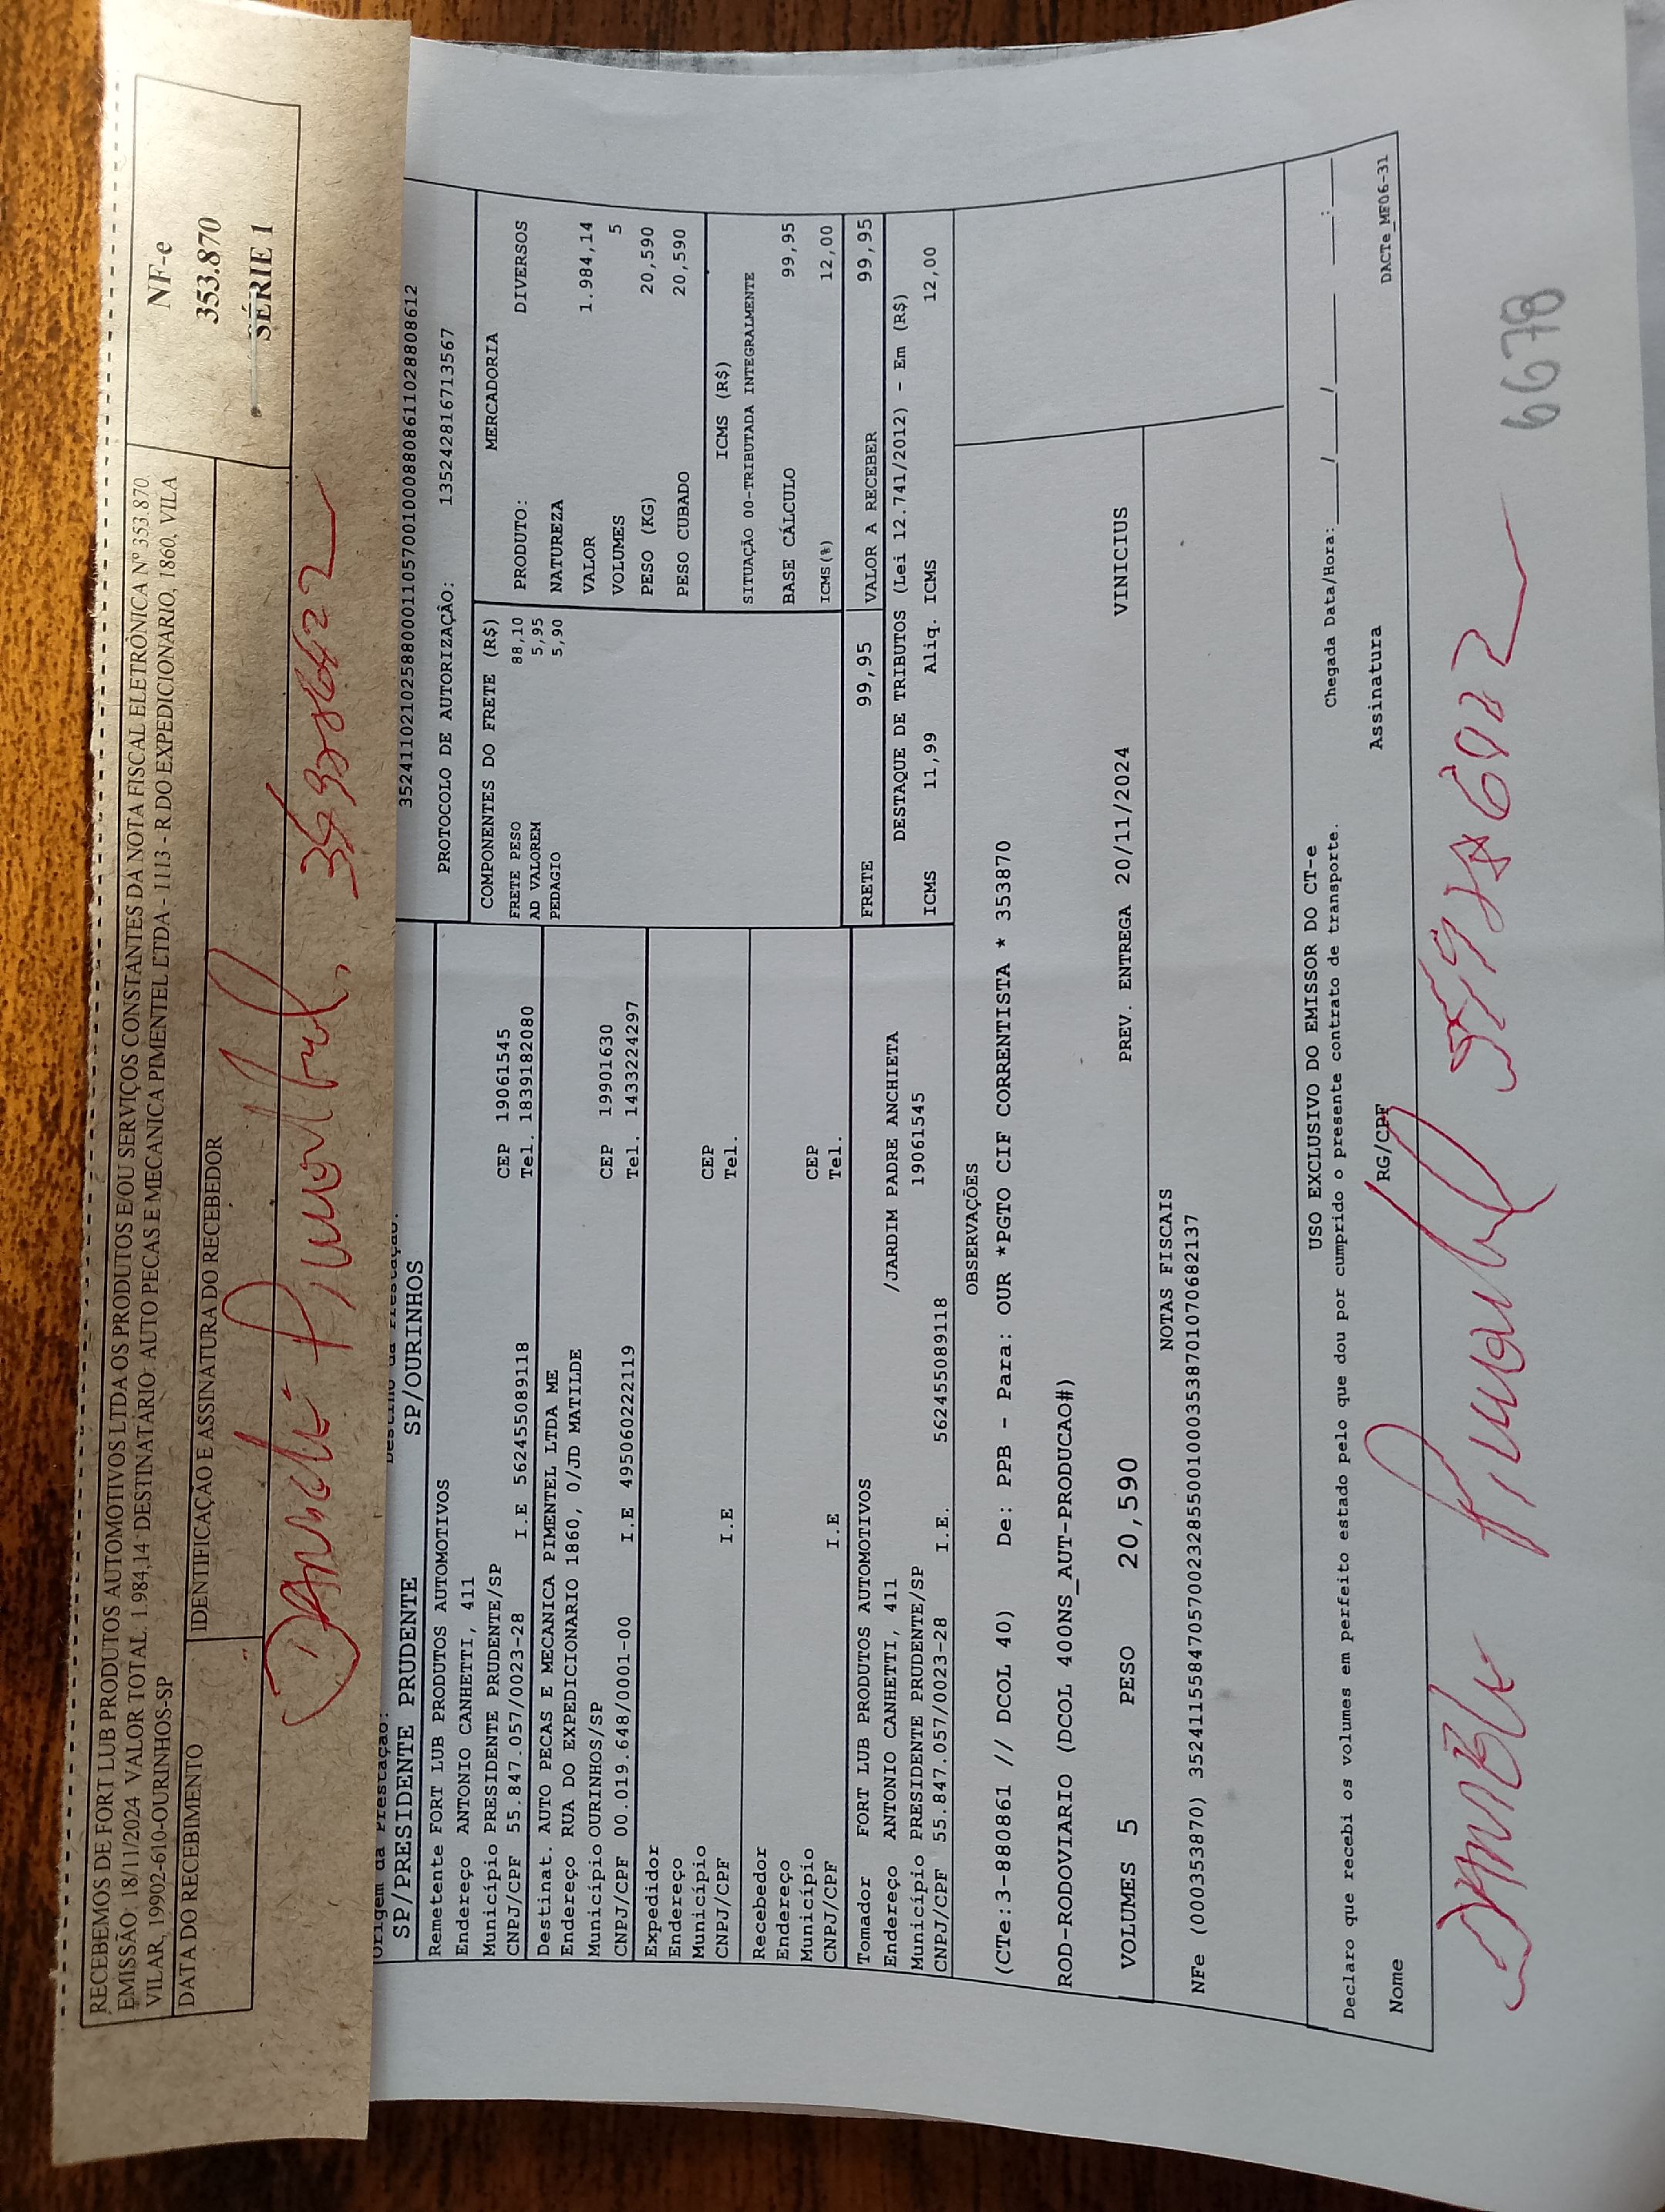 RECEBEMOS DE FORT LUB PRODUTOS AUTOMOTIVOS LTDA OS PRODUTOS E/OU SERVIÇOS CONSTANTES DA NOTA FISCAL ELETRÔNICA Nº 353.870
EMISSÃO: 18/11/2024 VALOR TOTAL: 1.984,14 DESTINATÁRIO: AUTO PECAS E MECANICA PIMENTEL LTDA - 1113 - R DO EXPEDICIONARIO, 1860, VILA
VILAR, 19902-610-OURINHOS-SP
NF-e
353.870
SÉRIE 1
DATA DO RECEBIMENTO
IDENTIFICAÇÃO E ASSINATURA DO RECEBEDOR
Pimentel
Origem da Prestação: Destino da Prestação:
SP/PRESIDENTE PRUDENTE SP/OURINHOS
35241102102588000110570010008808611028808612
PROTOCOLO DE AUTORIZAÇÃO: 135242816713567
Remetente FORT LUB PRODUTOS AUTOMOTIVOS
Endereço ANTONIO CANHETTI, 411
Município PRESIDENTE PRUDENTE/SP CEP 19061545
CNPJ/CPF 55.847.057/0023-28 I.E 562455089118 Tel. 1839182080
Destinat. AUTO PECAS E MECANICA PIMENTEL LTDA ME
Endereço RUA DO EXPEDICIONARIO 1860, 0/JD MATILDE
Município OURINHOS/SP CEP 19901630
CNPJ/CPF 00.019.648/0001-00 I.E 495060222119 Tel. 1433224297
Expedidor
Endereço
Município CEP
CNPJ/CPF I.E Tel.
Recebedor
Endereço
Município CEP
CNPJ/CPF I.E Tel.
Tomador FORT LUB PRODUTOS AUTOMOTIVOS
Endereço ANTONIO CANHETTI, 411 /JARDIM PADRE ANCHIETA
Município PRESIDENTE PRUDENTE/SP 19061545
CNPJ/CPF 55.847.057/0023-28 I.E. 562455089118
COMPONENTES DO FRETE (R$)
FRETE PESO 88,10
AD VALOREM 5,95
PEDAGIO 5,90
MERCADORIA
PRODUTO: DIVERSOS
NATUREZA
VALOR 1.984,14
VOLUMES 5
PESO (KG) 20,590
PESO CUBADO 20,590
ICMS (R$)
SITUAÇÃO 00-TRIBUTADA INTEGRALMENTE
BASE CÁLCULO 99,95
ICMS(%) 12,00
FRETE 99,95 VALOR A RECEBER 99,95
DESTAQUE DE TRIBUTOS (Lei 12.741/2012) - Em (R$)
ICMS 11,99 Aliq. ICMS 12,00
OBSERVAÇÕES
(CTe:3-880861 // DCOL 40) De: PPB - Para: OUR *PGTO CIF CORRENTISTA * 353870
ROD-RODOVIARIO (DCOL 400NS_AUT-PRODUCAO#)
VOLUMES 5 PESO 20,590 PREV. ENTREGA 20/11/2024 VINICIUS
NOTAS FISCAIS
NFe (000353870) 35241155847057002328550010003538701070682137
USO EXCLUSIVO DO EMISSOR DO CT-e
Declaro que recebi os volumes em perfeito estado pelo que dou por cumprido o presente contrato de transporte. Chegada Data/Hora: ___/___/___ ___:___
Nome RG/CPF Assinatura
DACTe_MF06-31
Pimentel
6678